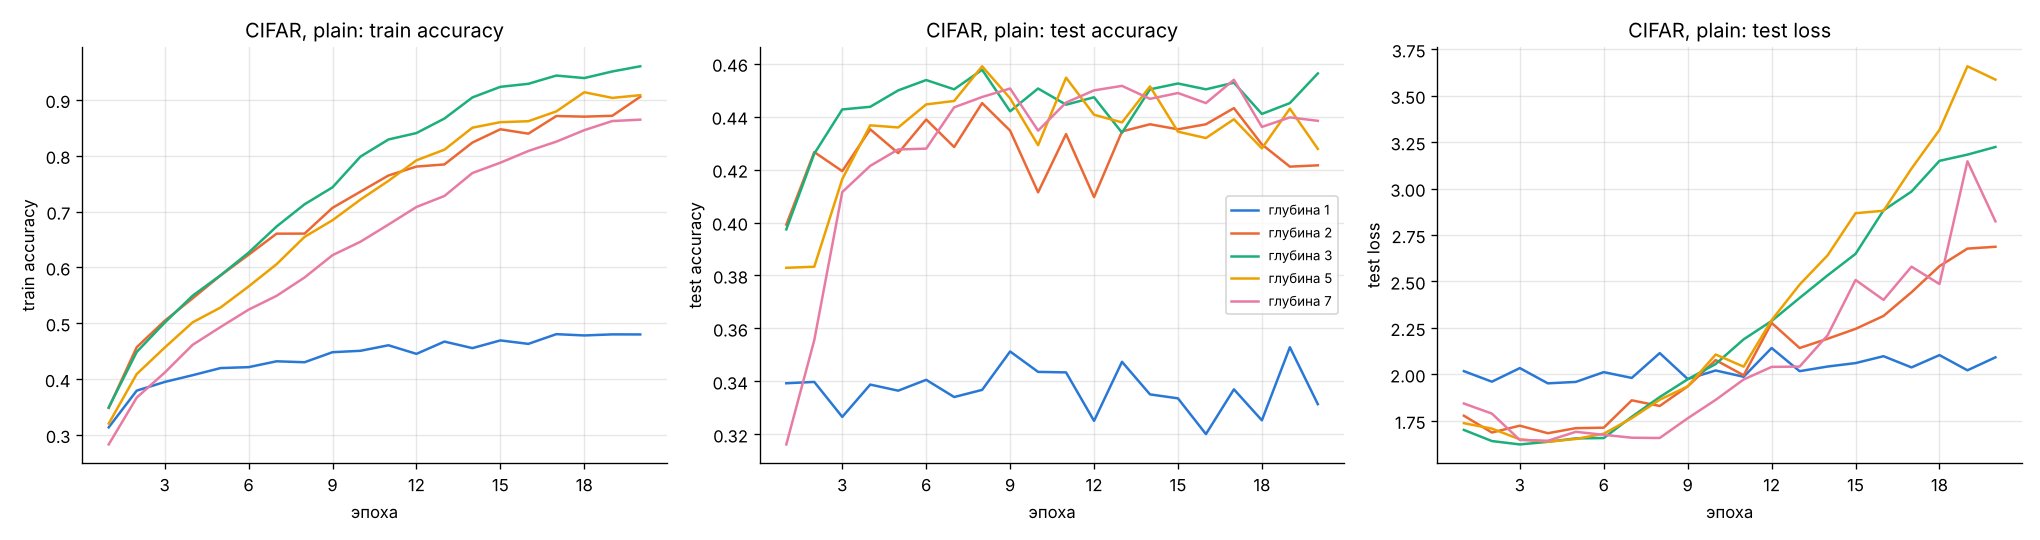 CIFAR, plain: train accuracy
train accuracy
0.9
0.8
0.7
0.6
0.5
0.4
0.3
3 6 9 12 15 18
эпоха
CIFAR, plain: test accuracy
test accuracy
0.46
0.44
0.42
0.40
0.38
0.36
0.34
0.32
3 6 9 12 15 18
эпоха
глубина 1
глубина 2
глубина 3
глубина 5
глубина 7
CIFAR, plain: test loss
test loss
3.75
3.50
3.25
3.00
2.75
2.50
2.25
2.00
1.75
3 6 9 12 15 18
эпоха